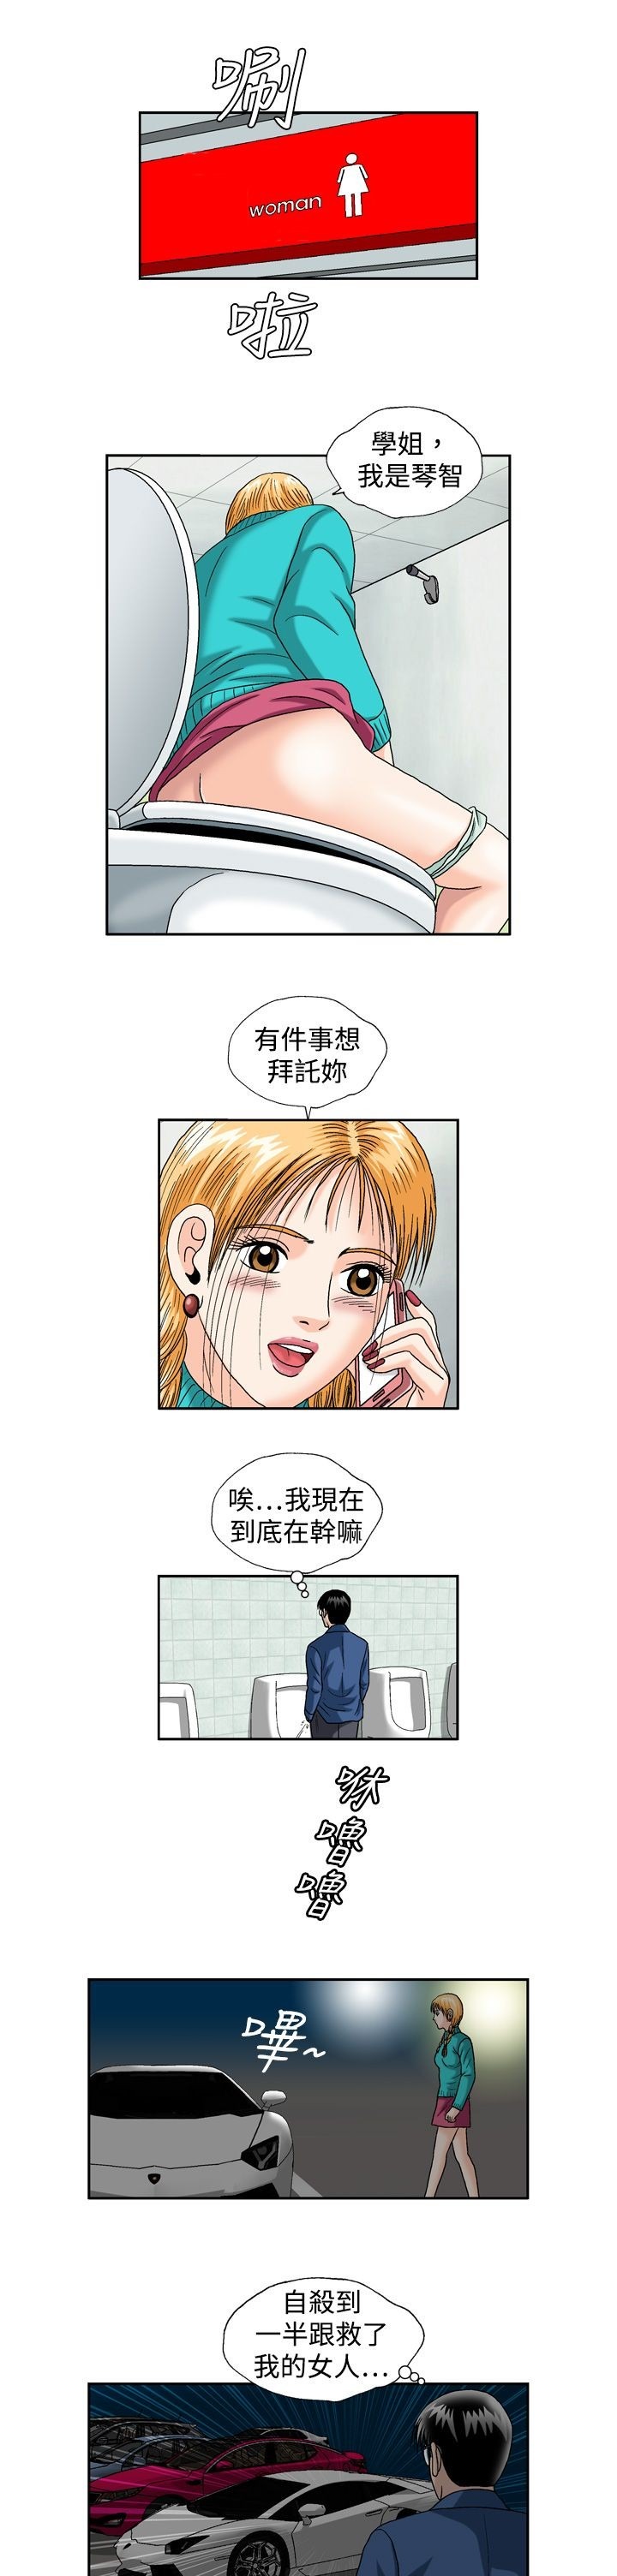 唰
woman
啦
學姐，
我是琴智
有件事想
拜託妳
唉...我現在
到底在幹嘛
咻
嚕
嚕
嗶~
自殺到
一半跟救了
我的女人...